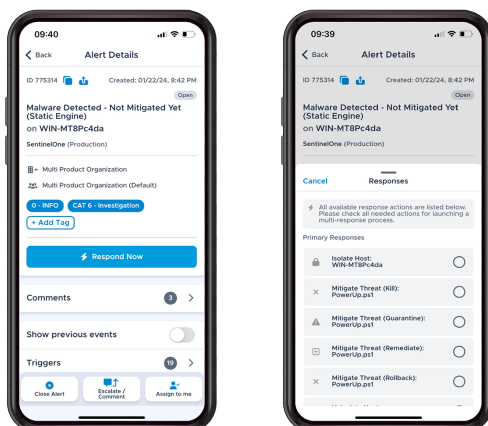 09:40
Back
Alert Details
ID 775314
Created: 01/22/24, 8:42 PM
Open
Malware Detected - Not Mitigated Yet
(Static Engine)
on WIN-MT8Pc4da
SentinelOne (Production)
Multi Product Organization
Multi Product Organization (Default)
0 - INFO
CAT 6 - Investigation
+ Add Tag
Respond Now
Comments
3
Show previous events
Triggers
19
Close Alert
Escalate /
Comment
Assign to me
09:39
Back
Alert Details
ID 775314
Created: 01/22/24, 8:42 PM
Open
Malware Detected - Not Mitigated Yet
(Static Engine)
on WIN-MT8Pc4da
SentinelOne (Production)
Cancel
Responses
All available response actions are listed below.
Please check all needed actions for launching a
multi-response process.
Primary Responses
Isolate Host:
WIN-MT8Pc4da
Mitigate Threat (Kill):
PowerUp.ps1
Mitigate Threat (Quarantine):
PowerUp.ps1
Mitigate Threat (Remediate):
PowerUp.ps1
Mitigate Threat (Rollback):
PowerUp.ps1